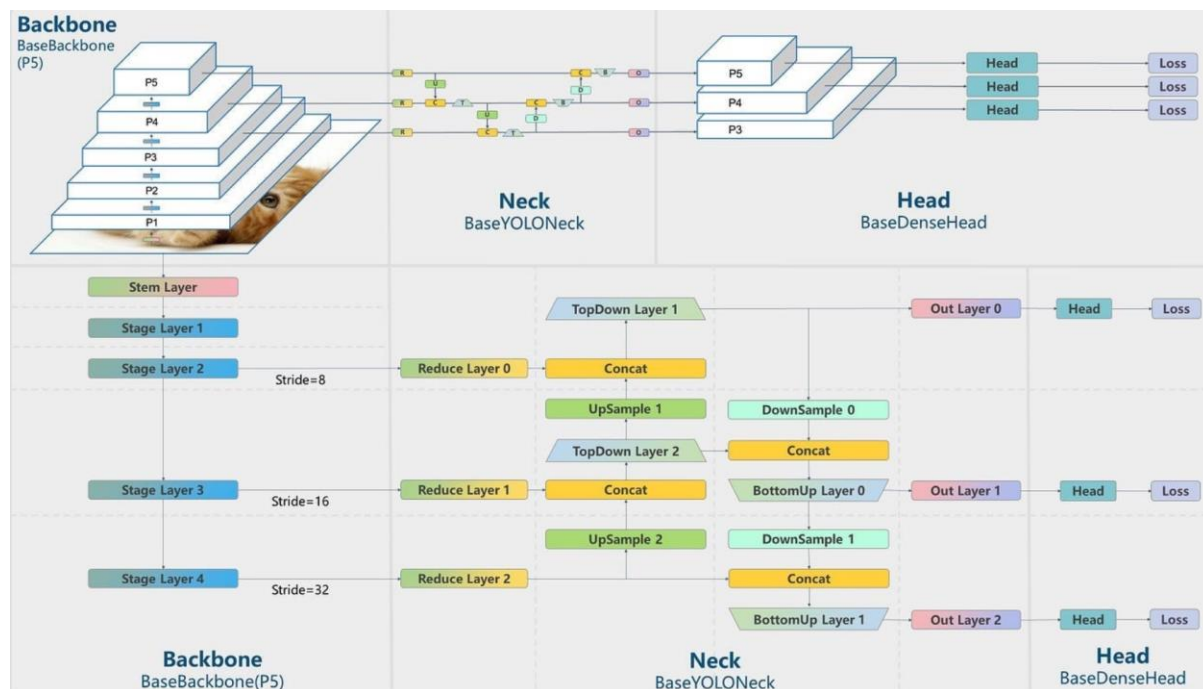 Backbone
BaseBackbone
(P5)
P5
P4
P3
P2
P1
R
C
B
O
U
D
R
C
T
C
B
O
U
D
R
C
T
O
Neck
BaseYOLONeck
P5
P4
P3
Head
Loss
Head
Loss
Head
Loss
Head
BaseDenseHead
Stem Layer
Stage Layer 1
Stage Layer 2
Stride=8
Reduce Layer 0
TopDown Layer 1
Out Layer 0
Head
Loss
Concat
UpSample 1
DownSample 0
TopDown Layer 2
Concat
Stage Layer 3
Stride=16
Reduce Layer 1
Concat
BottomUp Layer 0
Out Layer 1
Head
Loss
UpSample 2
DownSample 1
Stage Layer 4
Stride=32
Reduce Layer 2
Concat
BottomUp Layer 1
Out Layer 2
Head
Loss
Backbone
BaseBackbone(P5)
Neck
BaseYOLONeck
Head
BaseDenseHead